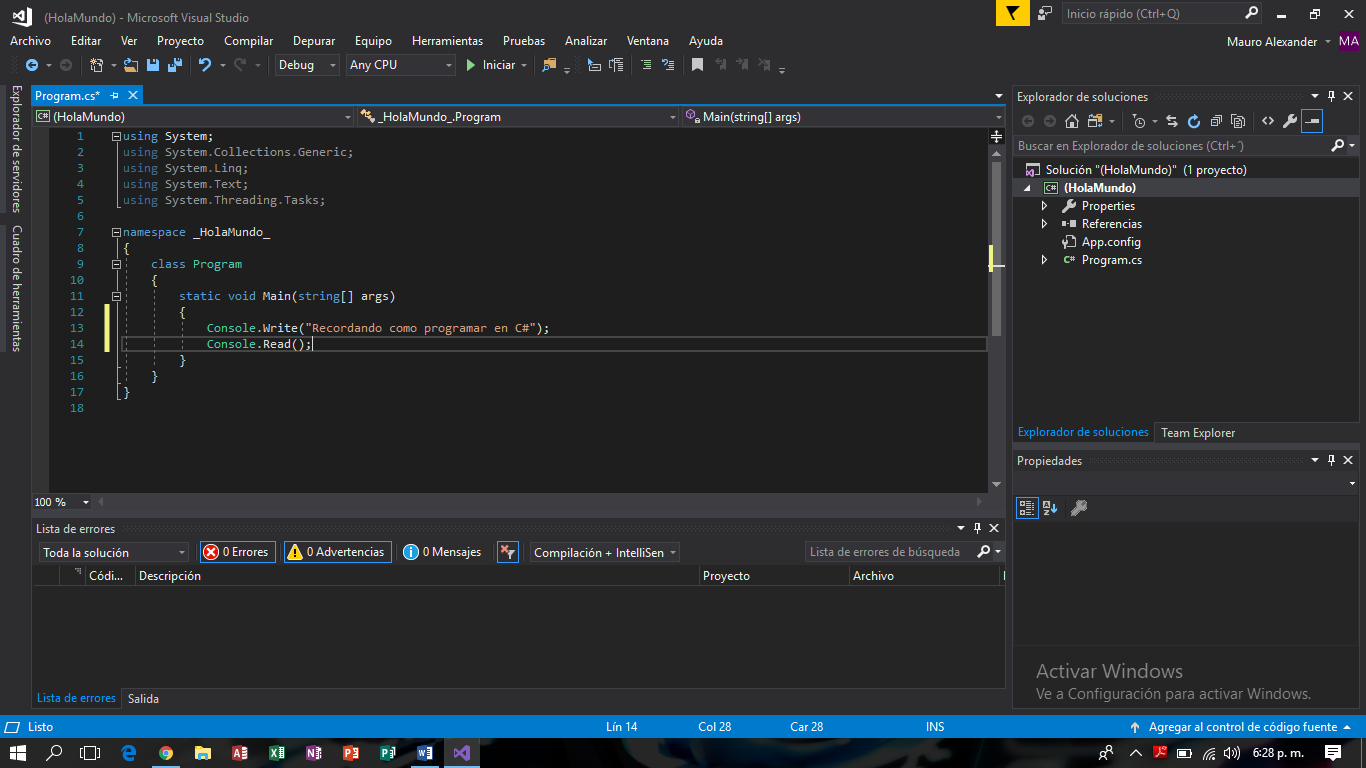 (HolaMundo) - Microsoft Visual Studio
Inicio rápido (Ctrl+Q)
Archivo Editar Ver Proyecto Compilar Depurar Equipo Herramientas Pruebas Analizar Ventana Ayuda
Mauro Alexander MA
Debug Any CPU Iniciar
Explorador de servidores
Cuadro de herramientas
Program.cs*
(HolaMundo) _HolaMundo_.Program Main(string[] args)
1 using System;
2 using System.Collections.Generic;
3 using System.Linq;
4 using System.Text;
5 using System.Threading.Tasks;
6
7 namespace _HolaMundo_
8 {
9 class Program
10 {
11 static void Main(string[] args)
12 {
13 Console.Write("Recordando como programar en C#");
14 Console.Read();
15 }
16 }
17 }
18
100 %
Explorador de soluciones
Buscar en Explorador de soluciones (Ctrl+´)
Solución "(HolaMundo)" (1 proyecto)
C# (HolaMundo)
Properties
Referencias
App.config
C# Program.cs
Explorador de soluciones Team Explorer
Propiedades
Lista de errores
Toda la solución 0 Errores 0 Advertencias 0 Mensajes Compilación + IntelliSen Lista de errores de búsqueda
Códi... Descripción Proyecto Archivo
Lista de errores Salida
Activar Windows
Ve a Configuración para activar Windows.
Listo Lín 14 Col 28 Car 28 INS Agregar al control de código fuente
6:28 p. m.